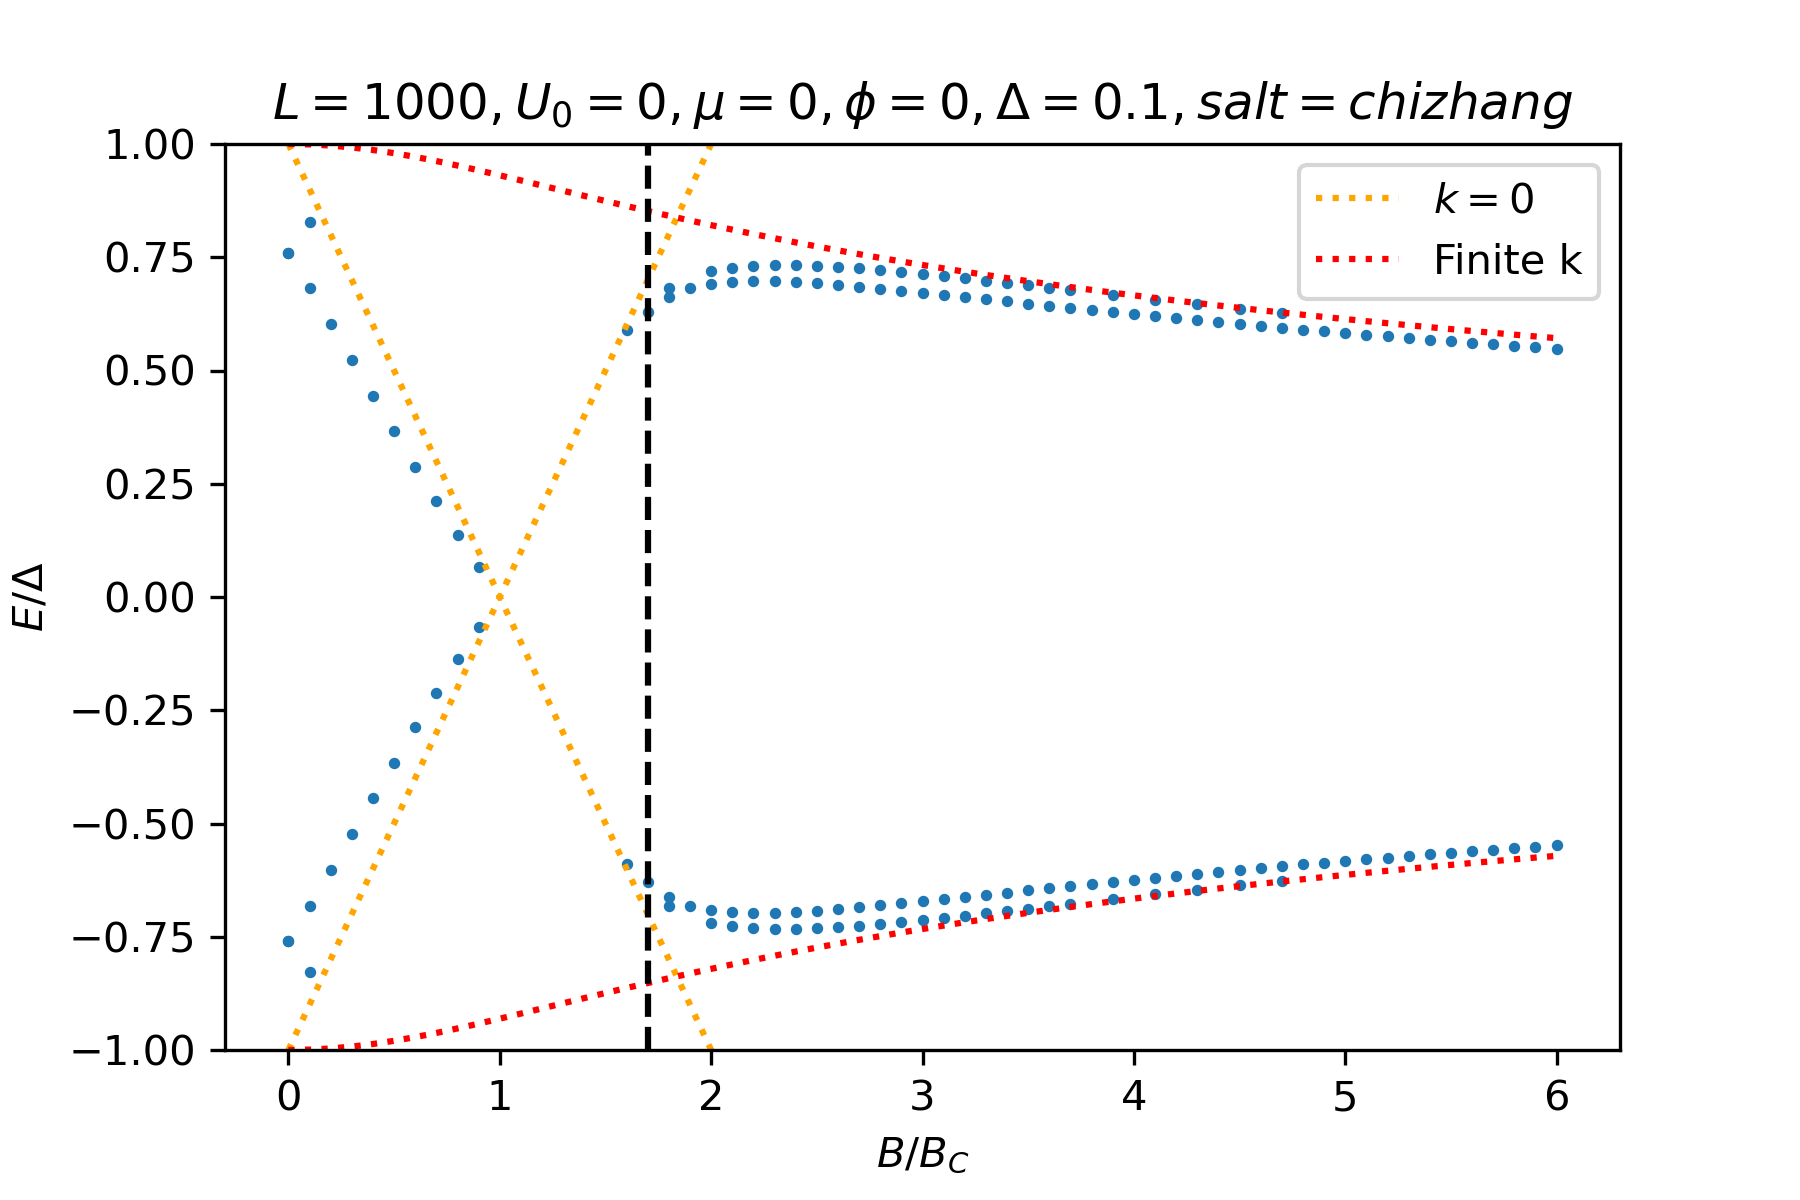 L = 1000, U₀ = 0, μ = 0, ϕ = 0, Δ = 0.1, salt = chizhang
1.00
0.75
0.50
0.25
0.00
−0.25
−0.50
−0.75
−1.00
E/Δ
k = 0
Finite k
0 1 2 3 4 5 6
B/B_C